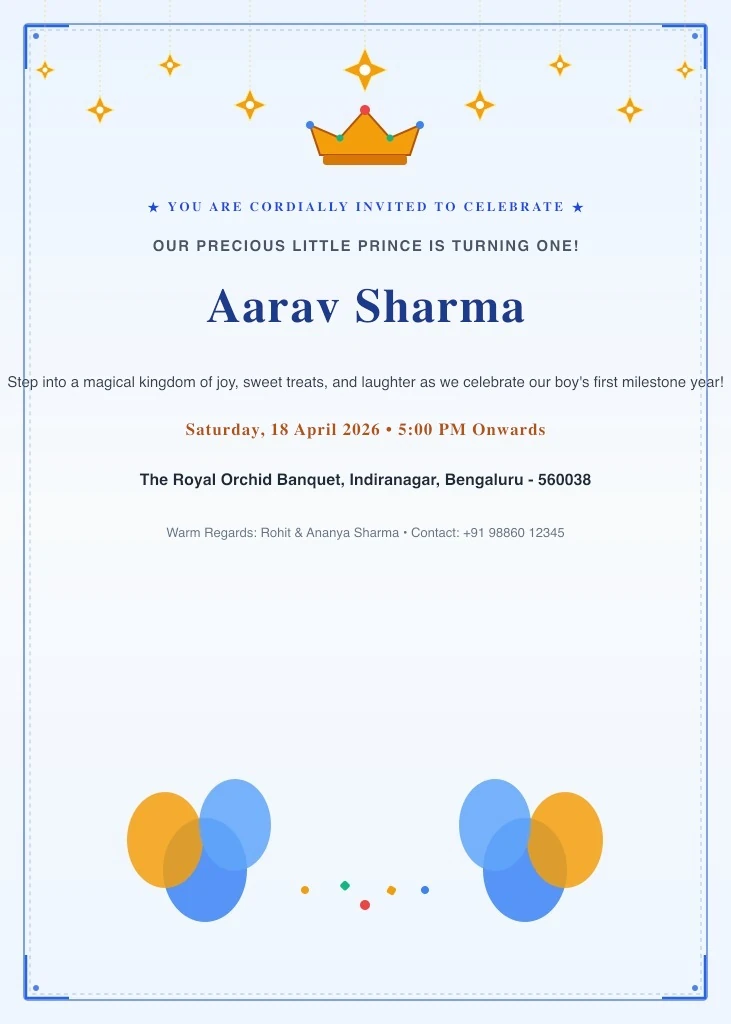 ★ YOU ARE CORDIALLY INVITED TO CELEBRATE ★
OUR PRECIOUS LITTLE PRINCE IS TURNING ONE!
Aarav Sharma
Step into a magical kingdom of joy, sweet treats, and laughter as we celebrate our boy's first milestone year!
Saturday, 18 April 2026 • 5:00 PM Onwards
The Royal Orchid Banquet, Indiranagar, Bengaluru - 560038
Warm Regards: Rohit & Ananya Sharma • Contact: +91 98860 12345